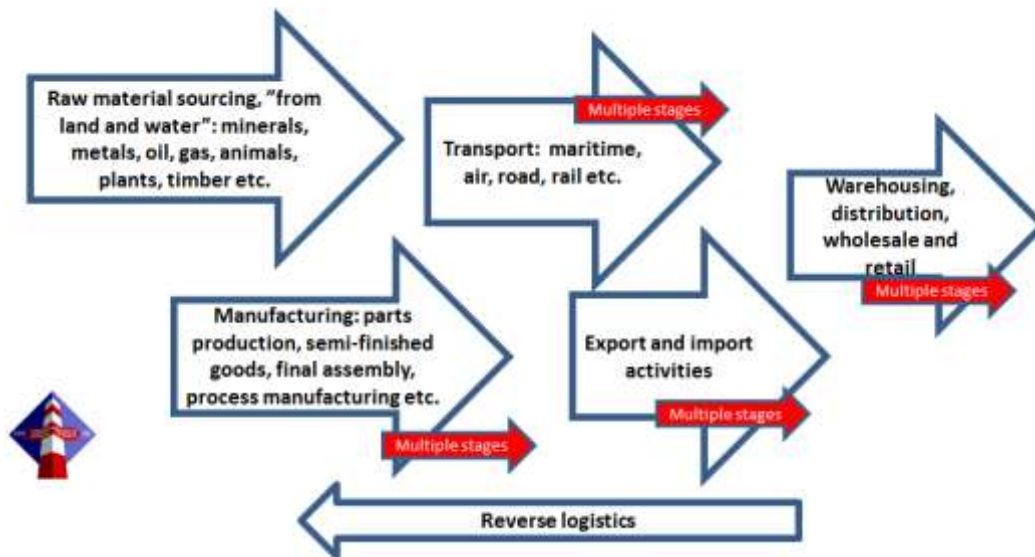 Raw material sourcing, "from
land and water": minerals,
metals, oil, gas, animals,
plants, timber etc.
Multiple stages
Transport: maritime,
air, road, rail etc.
Warehousing,
distribution,
wholesale and
retail
Multiple stages
Manufacturing: parts
production, semi-finished
goods, final assembly,
process manufacturing etc.
Multiple stages
Export and import
activities
Multiple stages
Reverse logistics